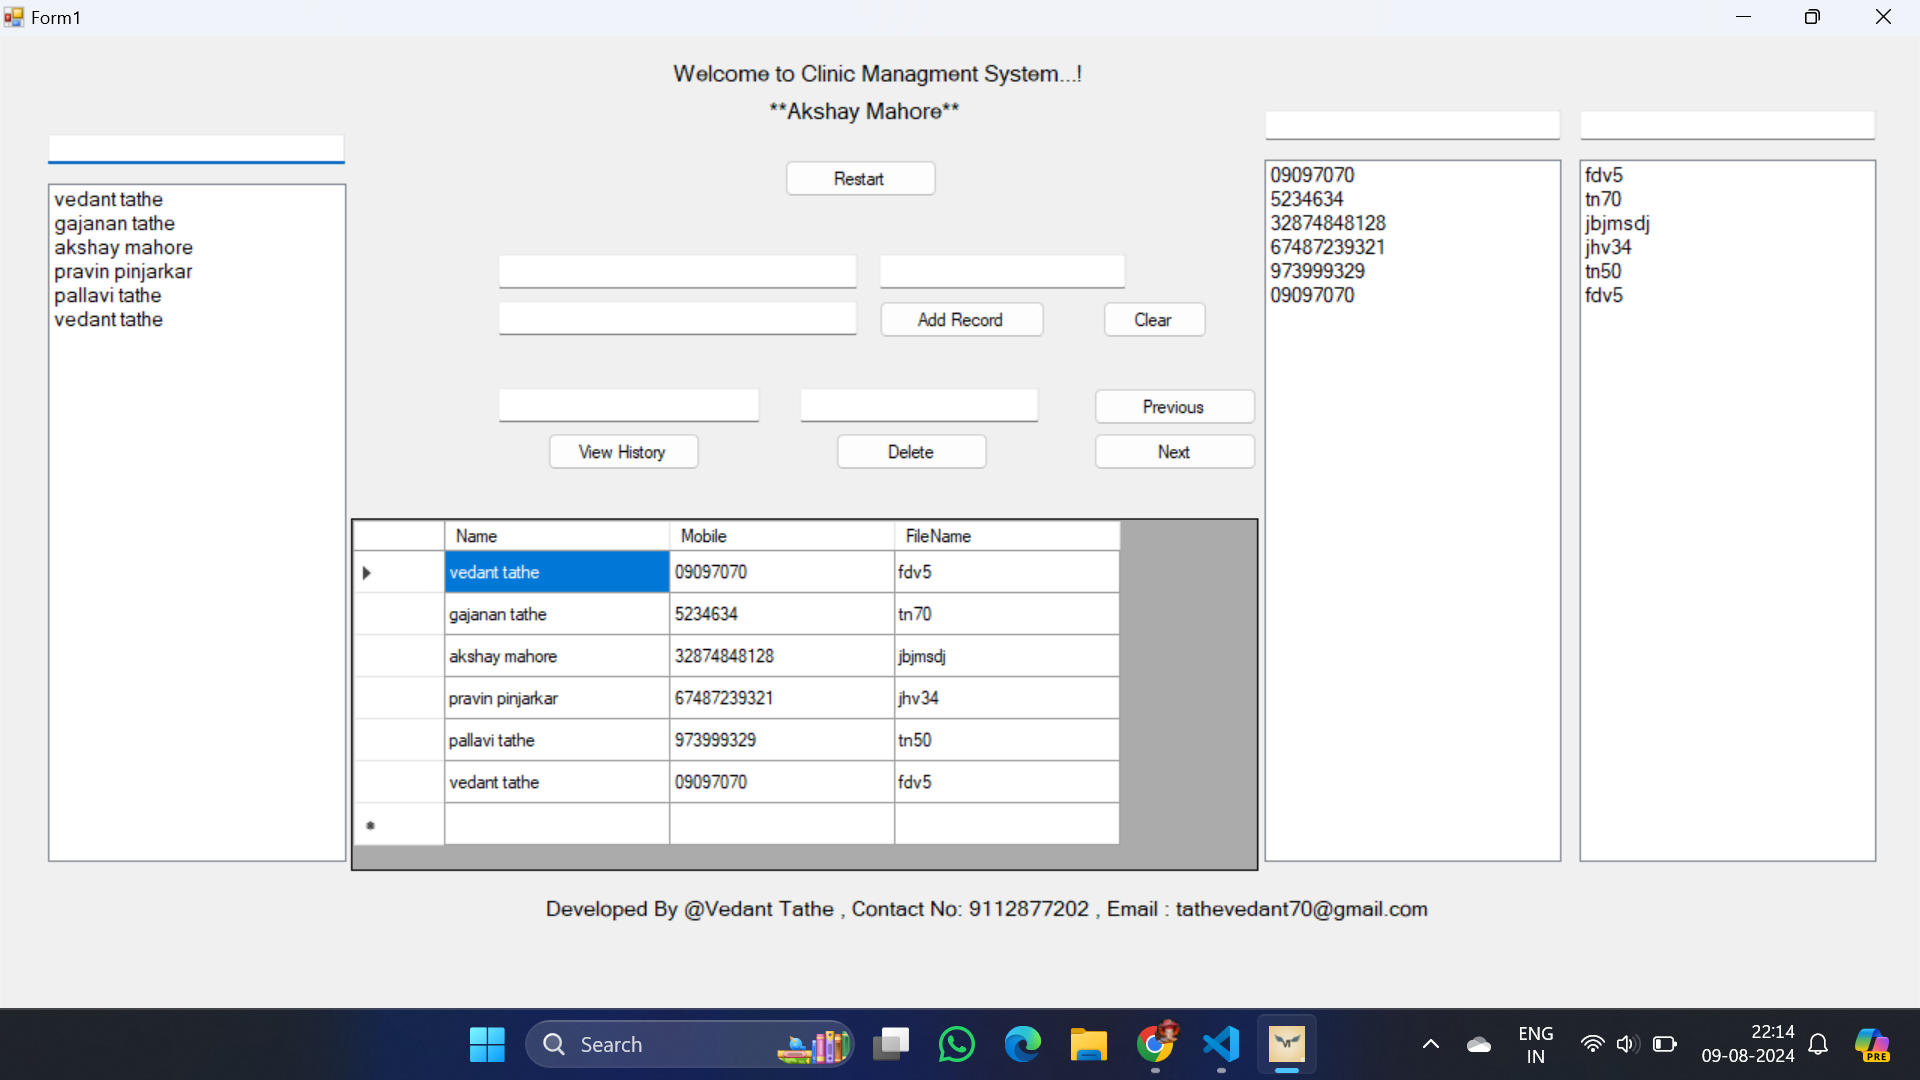 Form1
Welcome to Clinic Managment System...!
**Akshay Mahore**
Restart
vedant tathe
gajanan tathe
akshay mahore
pravin pinjarkar
pallavi tathe
vedant tathe
Add Record
Clear
Previous
View History
Delete
Next
Name Mobile FileName
vedant tathe 09097070 fdv5
gajanan tathe 5234634 tn70
akshay mahore 32874848128 jbjmsdj
pravin pinjarkar 67487239321 jhv34
pallavi tathe 973999329 tn50
vedant tathe 09097070 fdv5
09097070
5234634
32874848128
67487239321
973999329
09097070
fdv5
tn70
jbjmsdj
jhv34
tn50
fdv5
Developed By @Vedant Tathe , Contact No: 9112877202 , Email : tathevedant70@gmail.com
Search
ENG
IN
22:14
09-08-2024
PRE